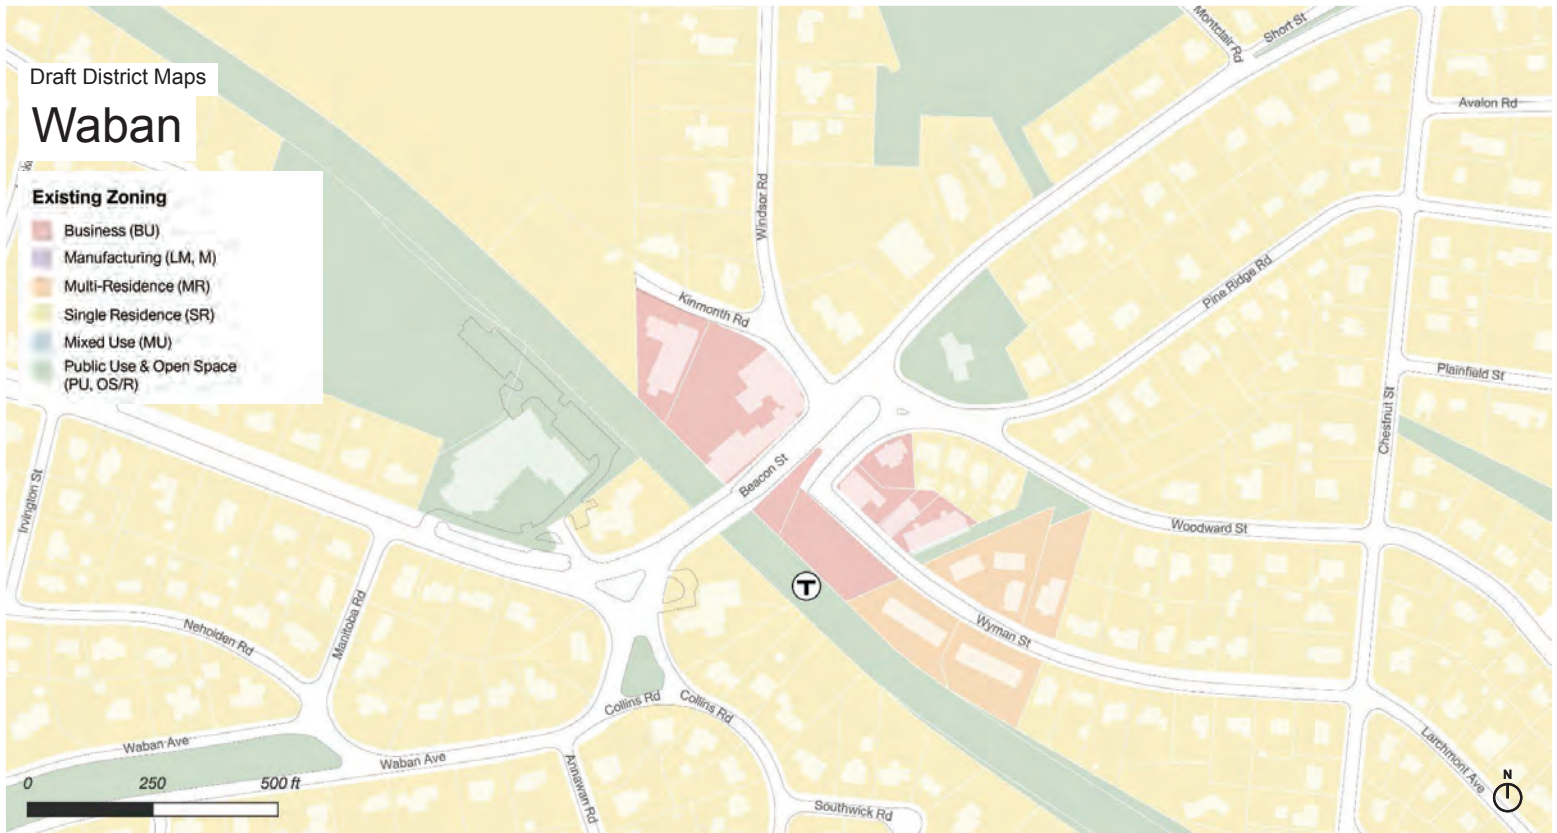 Draft District Maps
Waban
Existing Zoning
Business (BU)
Manufacturing (LM, M)
Multi-Residence (MR)
Single Residence (SR)
Mixed Use (MU)
Public Use & Open Space
(PU, OS/R)
Montclair Rd
Short St
Avalon Rd
Windsor Rd
Kinmonth Rd
Pine Ridge Rd
Plainfield St
Chestnut St
Beacon St
Irvington St
Woodward St
T
Manitoba Rd
Nehoiden Rd
Wyman St
Collins Rd
Collins Rd
Waban Ave
Waban Ave
Annawan Rd
Larchmont Ave
Southwick Rd
0 250 500 ft
N